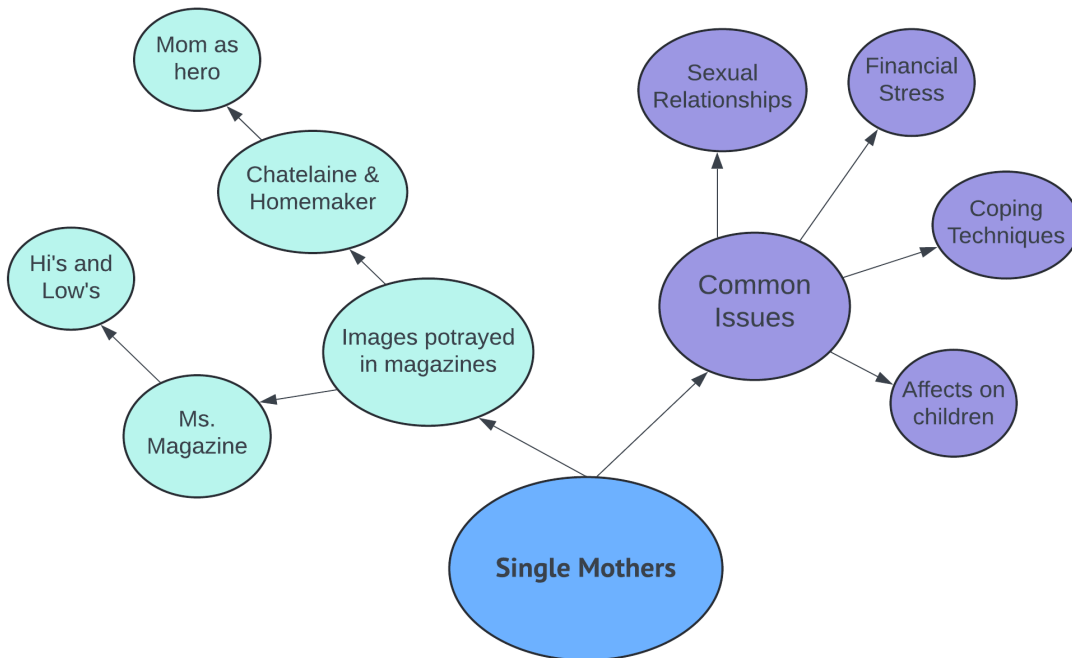 Mom as
hero
Chatelaine &
Homemaker
Hi's and
Low's
Images potrayed
in magazines
Ms.
Magazine
Sexual
Relationships
Financial
Stress
Coping
Techniques
Common
Issues
Affects on
children
Single Mothers